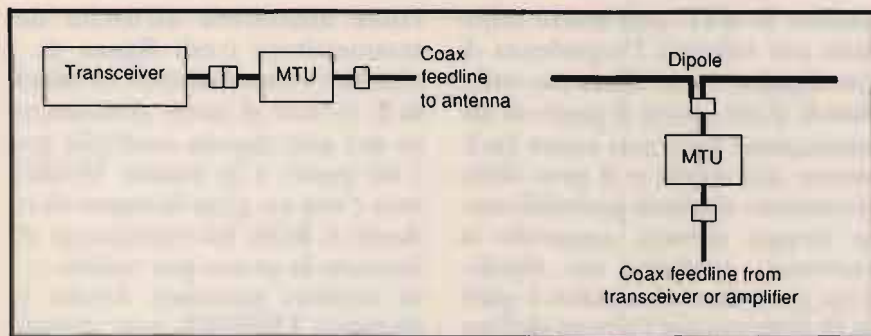 Transceiver
MTU
Coax
feedline
to antenna
Dipole
MTU
Coax feedline from
transceiver or amplifier